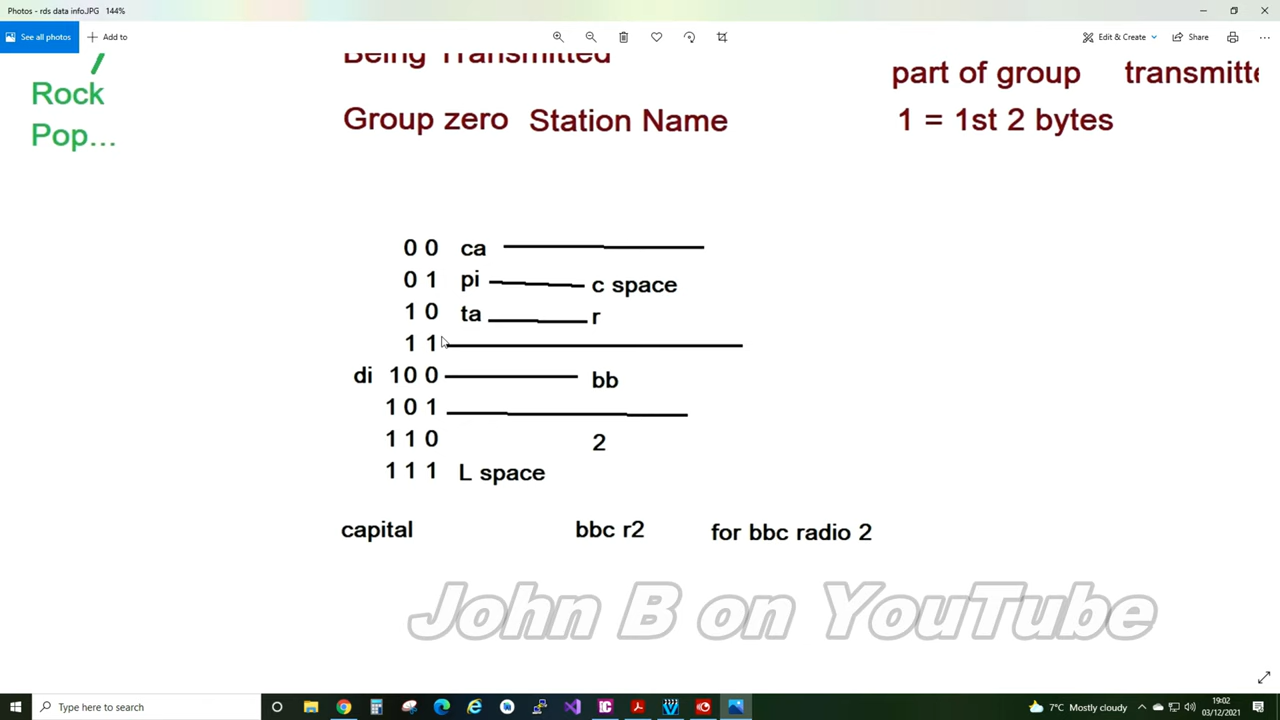 Photos - rds data info.JPG 144%
See all photos
Add to
Edit & Create
Share
Being Transmitted
Rock
Pop...
part of group transmitte
Group zero Station Name
1 = 1st 2 bytes
0 0 ca
0 1 pi c space
1 0 ta r
1 1
di 10 0 bb
1 0 1
1 1 0 2
1 1 1 L space
capital bbc r2 for bbc radio 2
John B on YouTube
Type here to search
7°C Mostly cloudy
19:02
03/12/2021